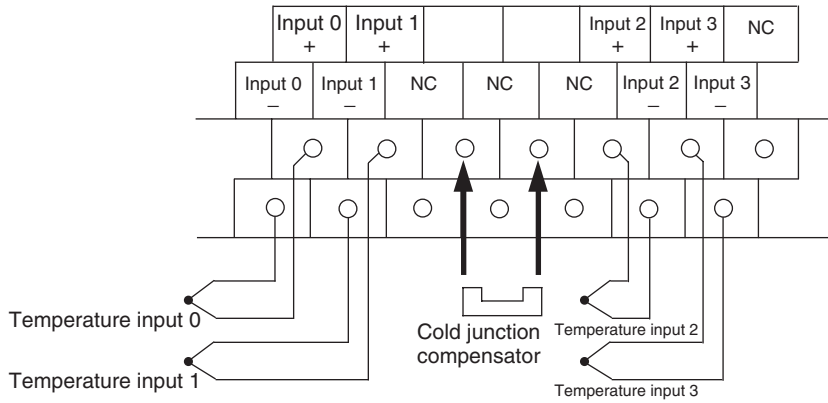 Input 0
+
Input 1
+
Input 2
+
Input 3
+
NC
Input 0
–
Input 1
–
NC
NC
NC
Input 2
–
Input 3
–
Temperature input 0
Cold junction
compensator
Temperature input 2
Temperature input 1
Temperature input 3